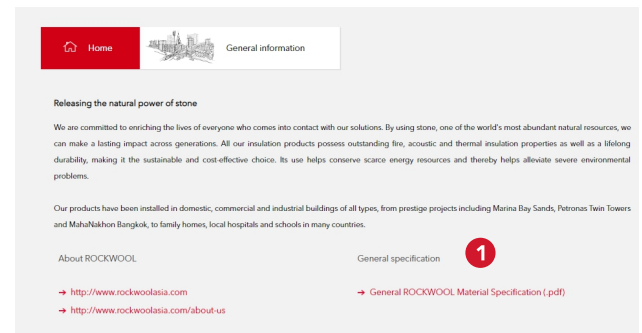 Home
General information
Releasing the natural power of stone
We are committed to enriching the lives of everyone who comes into contact with our solutions. By using stone, one of the world's most abundant natural resources, we
can make a lasting impact across generations. All our insulation products possess outstanding fire, acoustic and thermal insulation properties as well as a lifelong
durability, making it the sustainable and cost-effective choice. Its use helps conserve scarce energy resources and thereby helps alleviate severe environmental
problems.
Our products have been installed in domestic, commercial and industrial buildings of all types, from prestige projects including Marina Bay Sands, Petronas Twin Towers
and MahaNakhon Bangkok, to family homes, local hospitals and schools in many countries.
About ROCKWOOL
→ http://www.rockwoolasia.com
→ http://www.rockwoolasia.com/about-us
General specification
1
→ General ROCKWOOL Material Specification (.pdf)